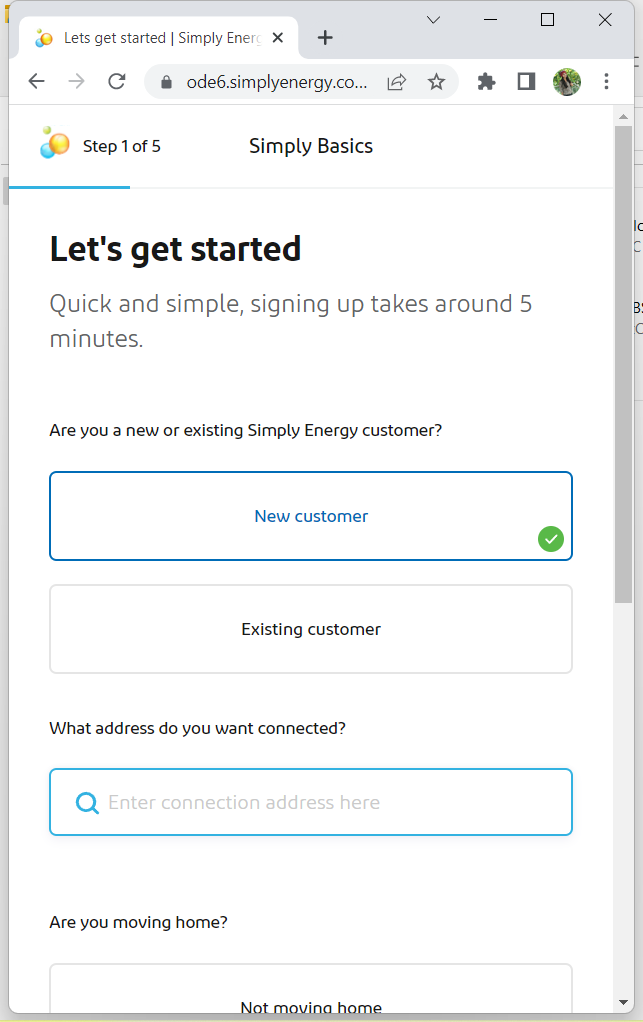 Lets get started | Simply Energ
ode6.simplyenergy.co...
Step 1 of 5
Simply Basics
Let's get started
Quick and simple, signing up takes around 5
minutes.
Are you a new or existing Simply Energy customer?
New customer
Existing customer
What address do you want connected?
Enter connection address here
Are you moving home?
Not moving home